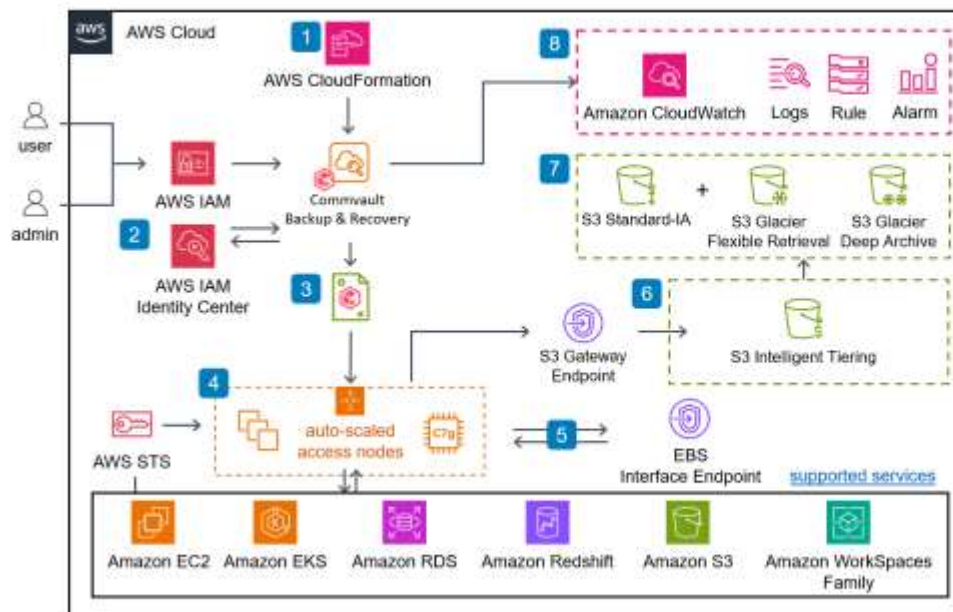 aws
AWS Cloud
1
AWS CloudFormation
8
Amazon CloudWatch
Logs
Rule
Alarm
user
admin
AWS IAM
Commvault
Backup & Recovery
2
AWS IAM
Identity Center
7
S3 Standard-IA
+
S3 Glacier
Flexible Retrieval
S3 Glacier
Deep Archive
3
6
S3 Gateway
Endpoint
S3 Intelligent Tiering
4
auto-scaled
access nodes
C7g
5
AWS STS
EBS
Interface Endpoint
supported services
Amazon EC2
Amazon EKS
Amazon RDS
Amazon Redshift
Amazon S3
Amazon WorkSpaces
Family